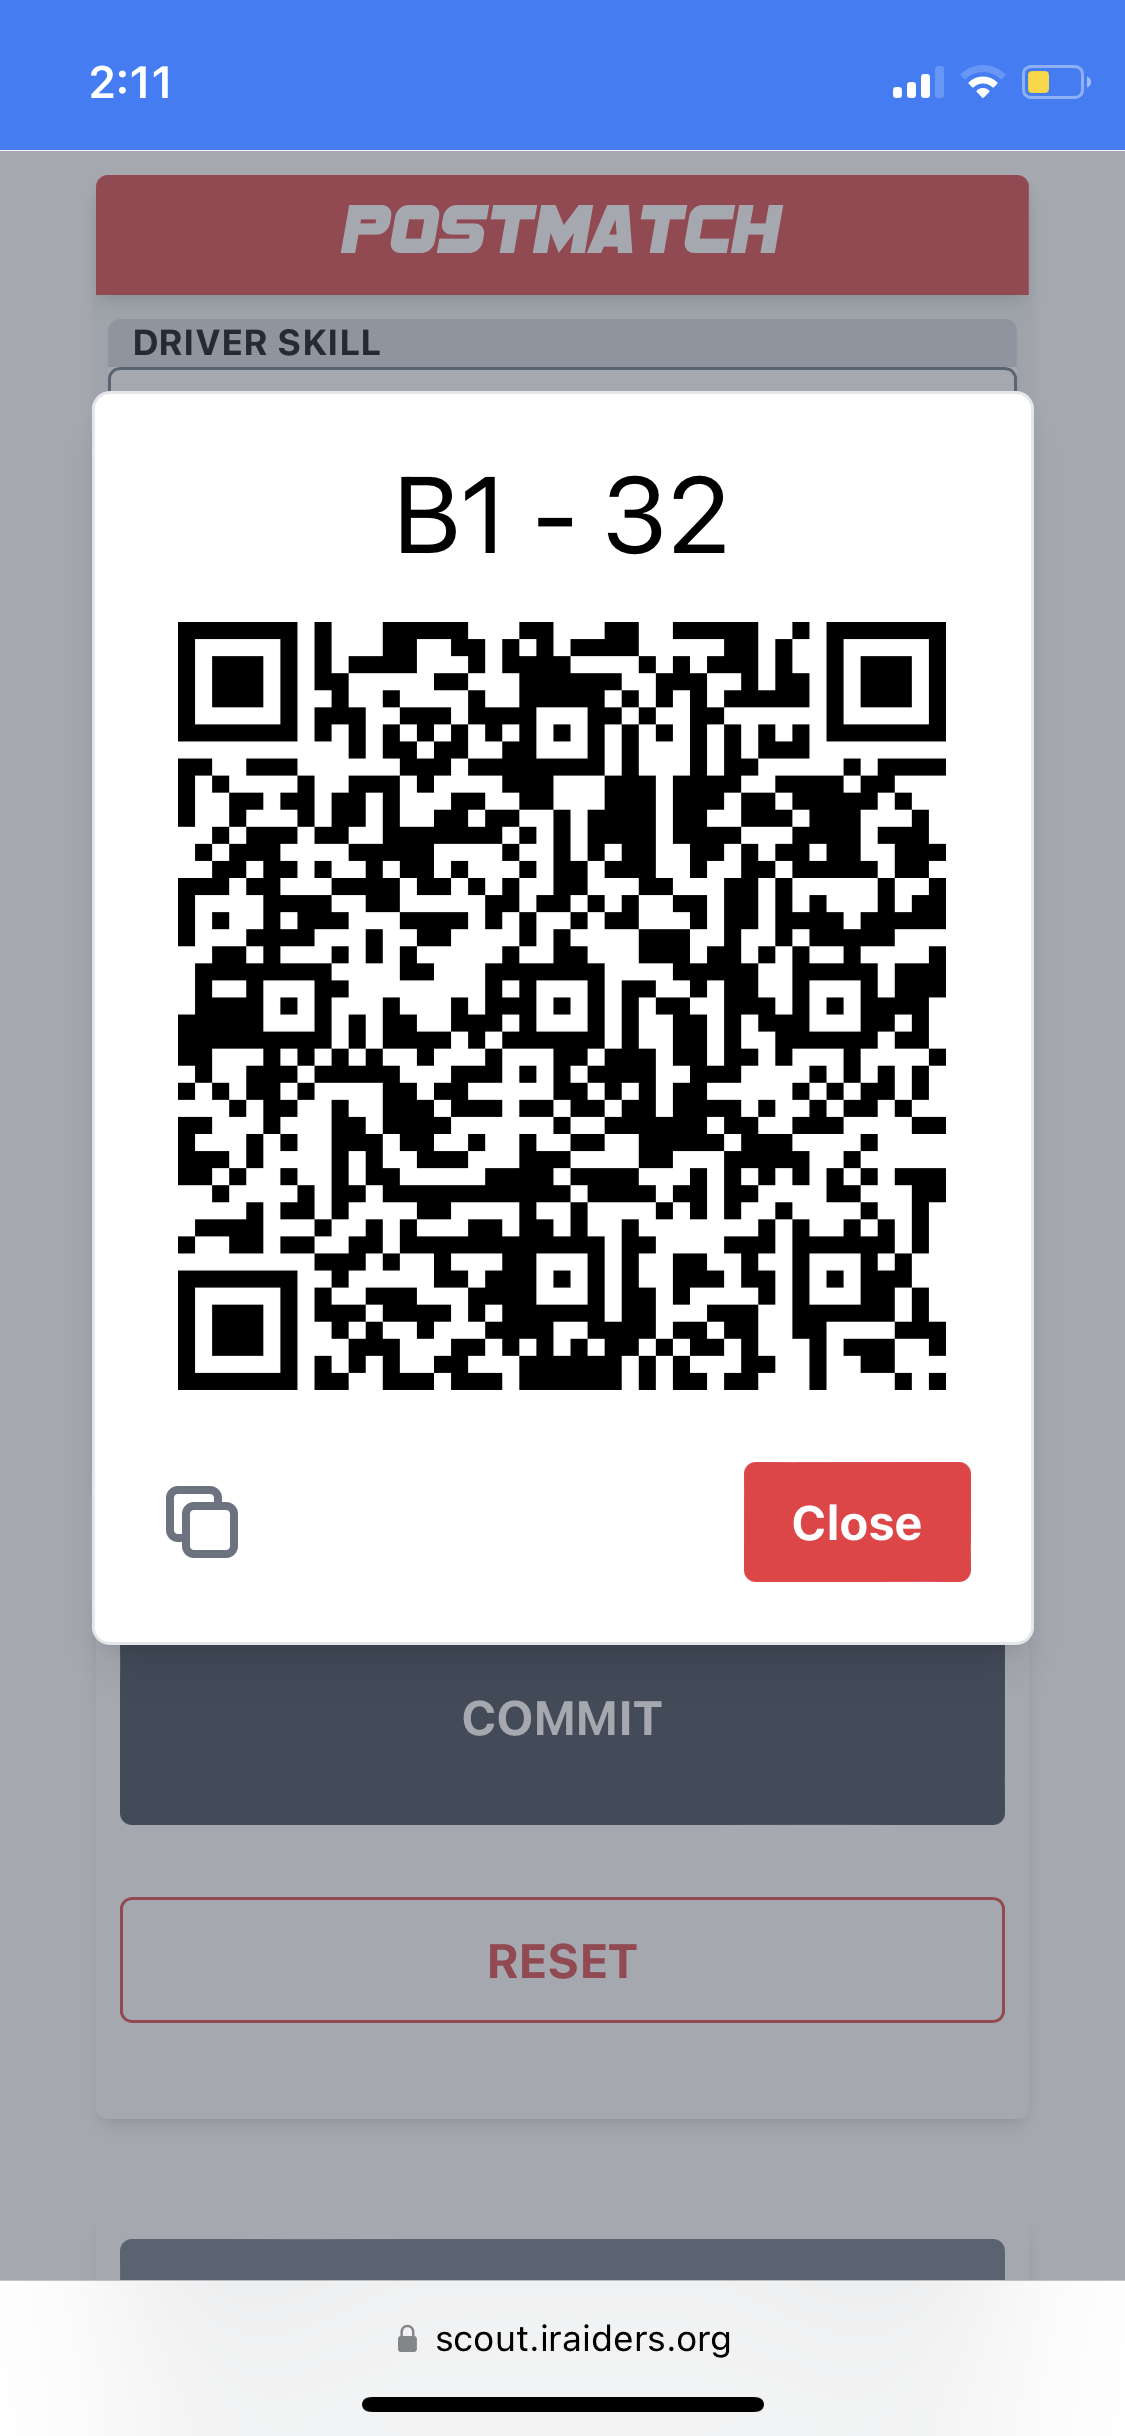 2:11
POSTMATCH
DRIVER SKILL
B1 - 32
Close
COMMIT
RESET
scout.iraiders.org